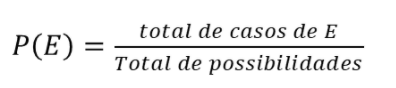 P(E) = total de casos de E / Total de possibilidades